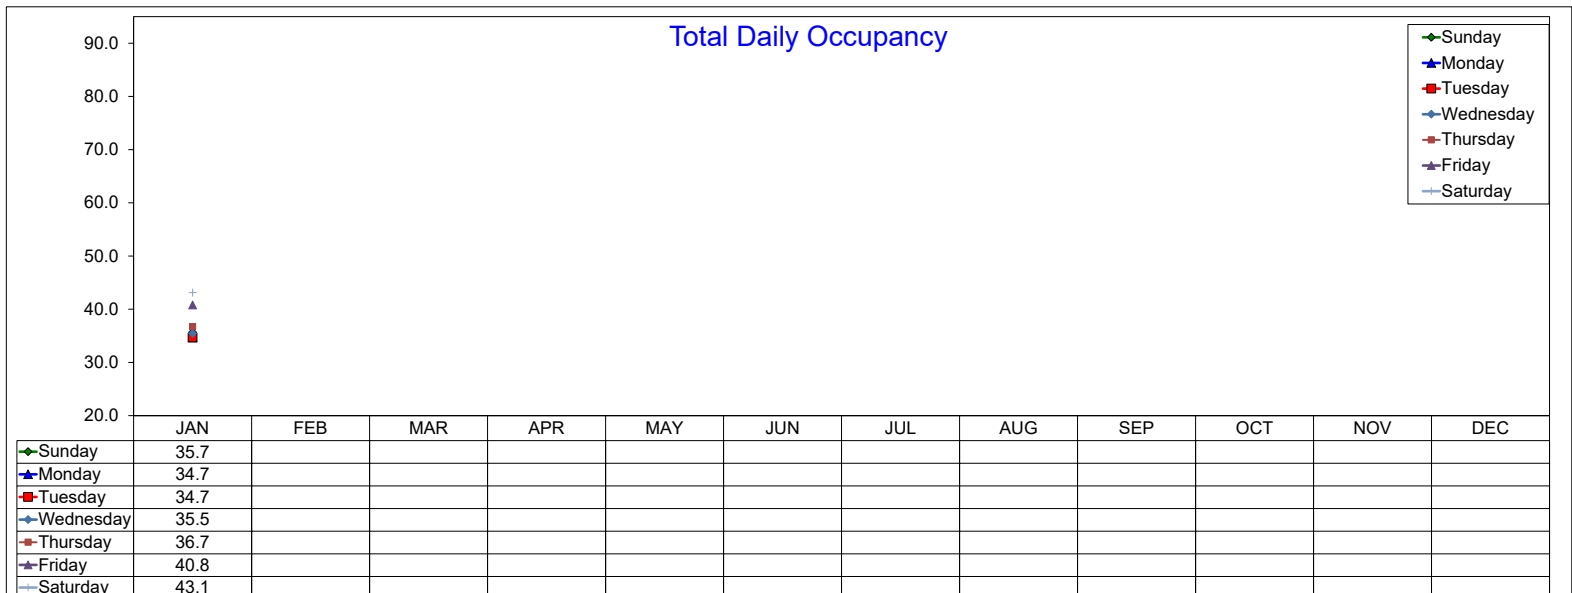 Total Daily Occupancy
90.0
80.0
70.0
60.0
50.0
40.0
30.0
20.0
Sunday
Monday
Tuesday
Wednesday
Thursday
Friday
Saturday
JAN FEB MAR APR MAY JUN JUL AUG SEP OCT NOV DEC
Sunday 35.7
Monday 34.7
Tuesday 34.7
Wednesday 35.5
Thursday 36.7
Friday 40.8
Saturday 43.1